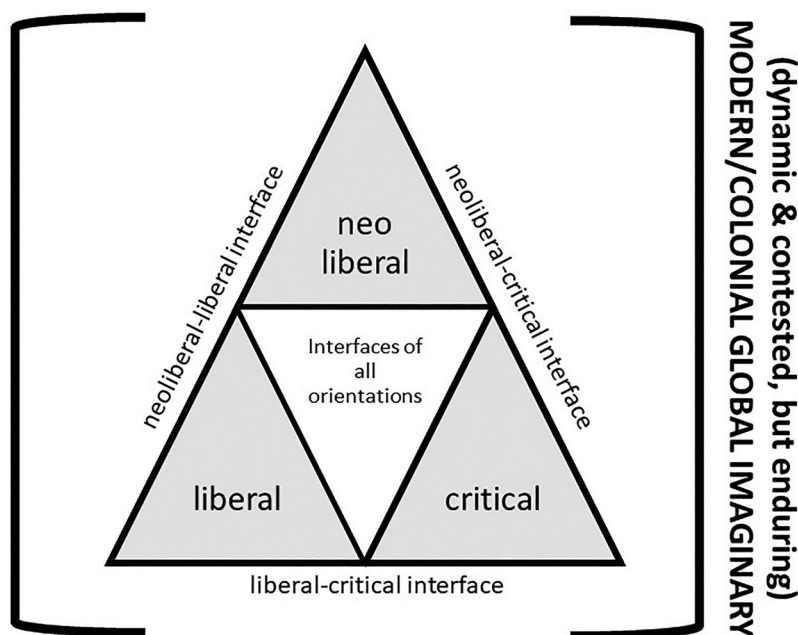 neo
liberal
neoliberal-liberal interface
neoliberal-critical interface
Interfaces of
all
orientations
liberal
critical
liberal-critical interface
(dynamic & contested, but enduring)
MODERN/COLONIAL GLOBAL IMAGINARY